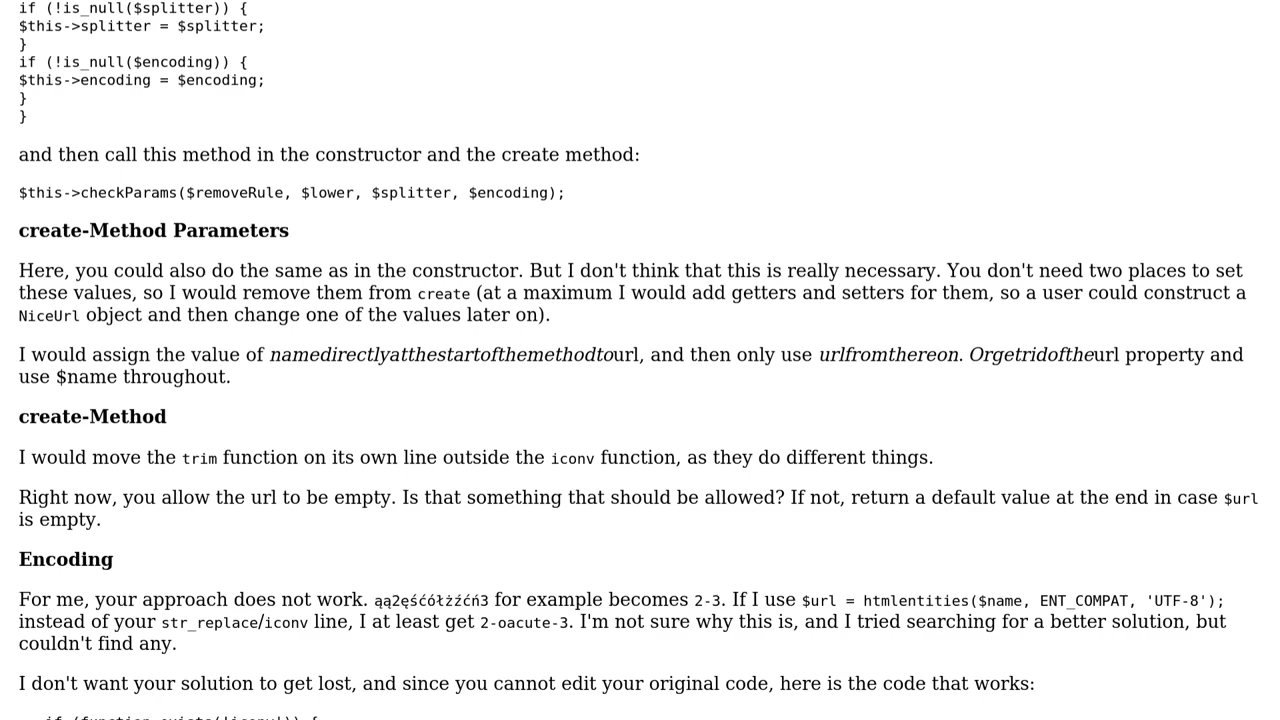 if (!is_null($splitter)) {
$this->splitter = $splitter;
}
if (!is_null($encoding)) {
$this->encoding = $encoding;
}
}
and then call this method in the constructor and the create method:
$this->checkParams($removeRule, $lower, $splitter, $encoding);
create-Method Parameters
Here, you could also do the same as in the constructor. But I don't think that this is really necessary. You don't need two places to set
these values, so I would remove them from create (at a maximum I would add getters and setters for them, so a user could construct a
NiceUrl object and then change one of the values later on).
I would assign the value of namedirectlyatthestartofthemethodtourl, and then only use urlfromthereon. Orgetridoftheurl property and
use $name throughout.
create-Method
I would move the trim function on its own line outside the iconv function, as they do different things.
Right now, you allow the url to be empty. Is that something that should be allowed? If not, return a default value at the end in case $url
is empty.
Encoding
For me, your approach does not work. ąą2ęśćółżźćń3 for example becomes 2-3. If I use $url = htmlentities($name, ENT_COMPAT, 'UTF-8');
instead of your str_replace/iconv line, I at least get 2-oacute-3. I'm not sure why this is, and I tried searching for a better solution, but
couldn't find any.
I don't want your solution to get lost, and since you cannot edit your original code, here is the code that works:
if (function_exists('iconv')) {